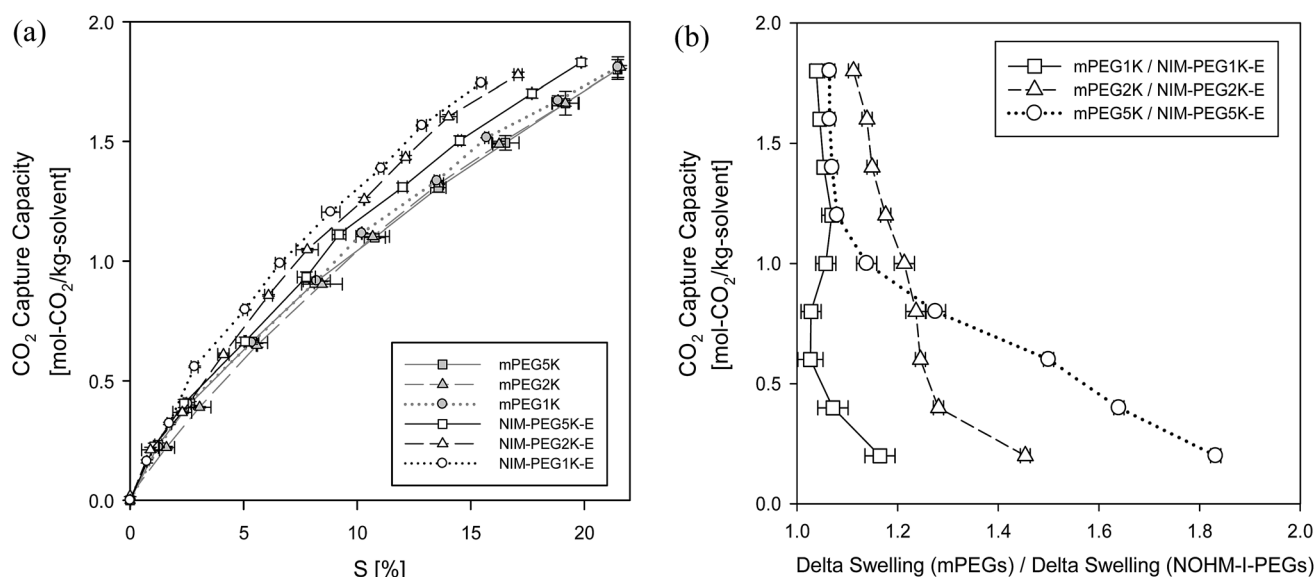 (a)
CO2 Capture Capacity
[mol-CO2/kg-solvent]
2.0
1.5
1.0
0.5
0.0
0
5
10
15
20
S [%]
mPEG5K
mPEG2K
mPEG1K
NIM-PEG5K-E
NIM-PEG2K-E
NIM-PEG1K-E
(b)
CO2 Capture Capacity
[mol-CO2/kg-solvent]
2.0
1.5
1.0
0.5
0.0
1.0
1.2
1.4
1.6
1.8
2.0
Delta Swelling (mPEGs) / Delta Swelling (NOHM-I-PEGs)
mPEG1K / NIM-PEG1K-E
mPEG2K / NIM-PEG2K-E
mPEG5K / NIM-PEG5K-E